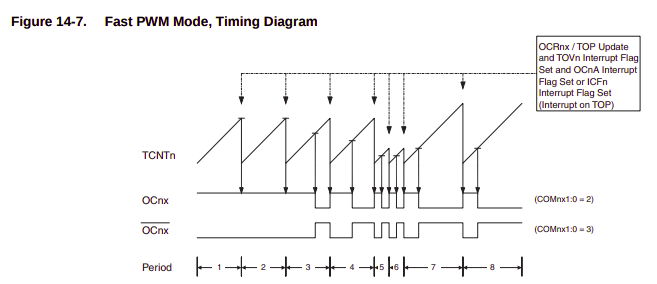 Figure 14-7. Fast PWM Mode, Timing Diagram
OCRnx / TOP Update
and TOVn Interrupt Flag
Set and OCnA Interrupt
Flag Set or ICFn
Interrupt Flag Set
(Interrupt on TOP)
TCNTn
OCnx
(COMnx1:0 = 2)
OCnx
(COMnx1:0 = 3)
Period
1 2 3 4 5 6 7 8